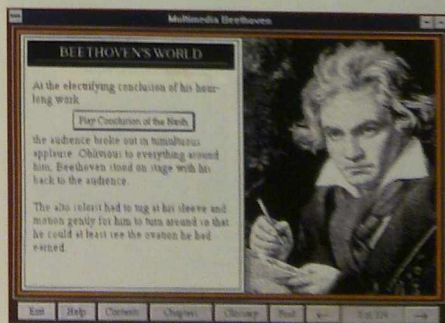 Multimedia Beethoven
BEETHOVEN'S WORLD
At the electrifying conclusion of his hour-
long work
Play Conclusion of the Ninth
the audience broke out in tumultuous
applause. Oblivious to everything around
him, Beethoven stood on stage with his
back to the audience.
The alto soloist had to tug at his sleeve and
motion gently for him to turn around so that
he could at least see the ovation he had
earned.
Exit Help Contents Chapters Glossary Find